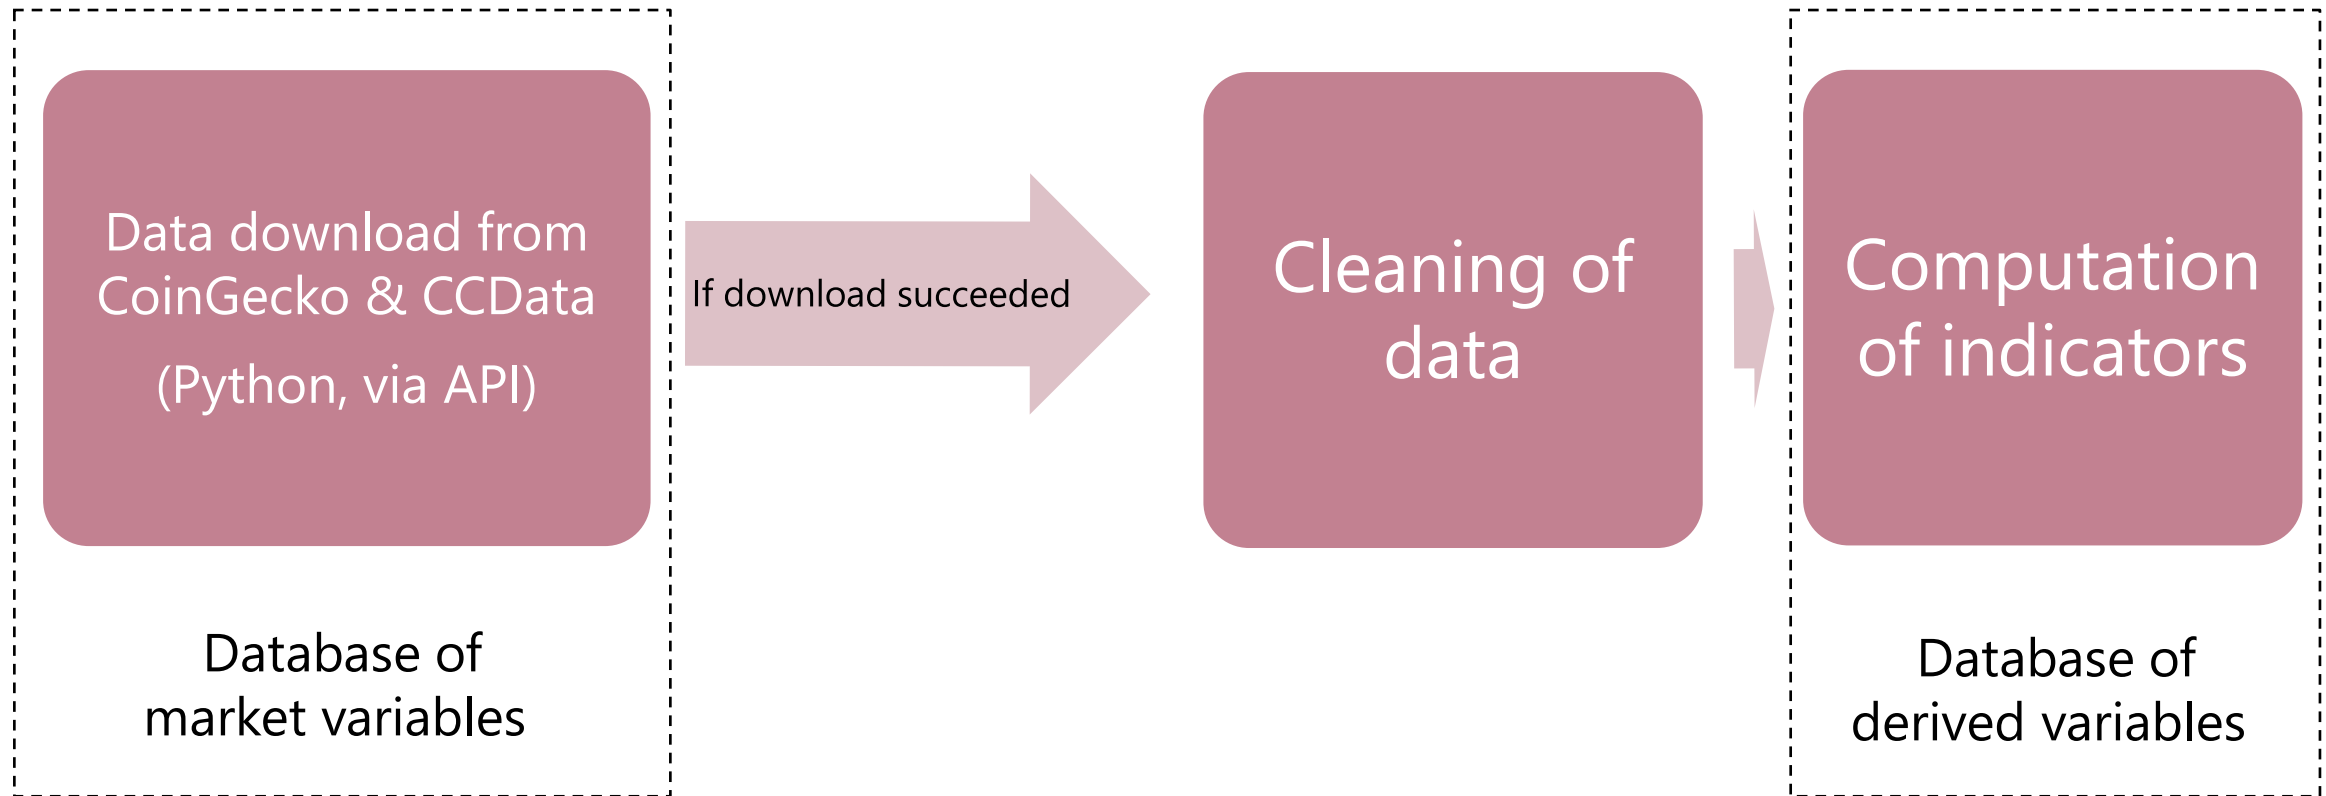 Data download from
CoinGecko & CCData
(Python, via API)
If download succeeded
Cleaning of
data
Computation
of indicators
Database of
market variables
Database of
derived variables